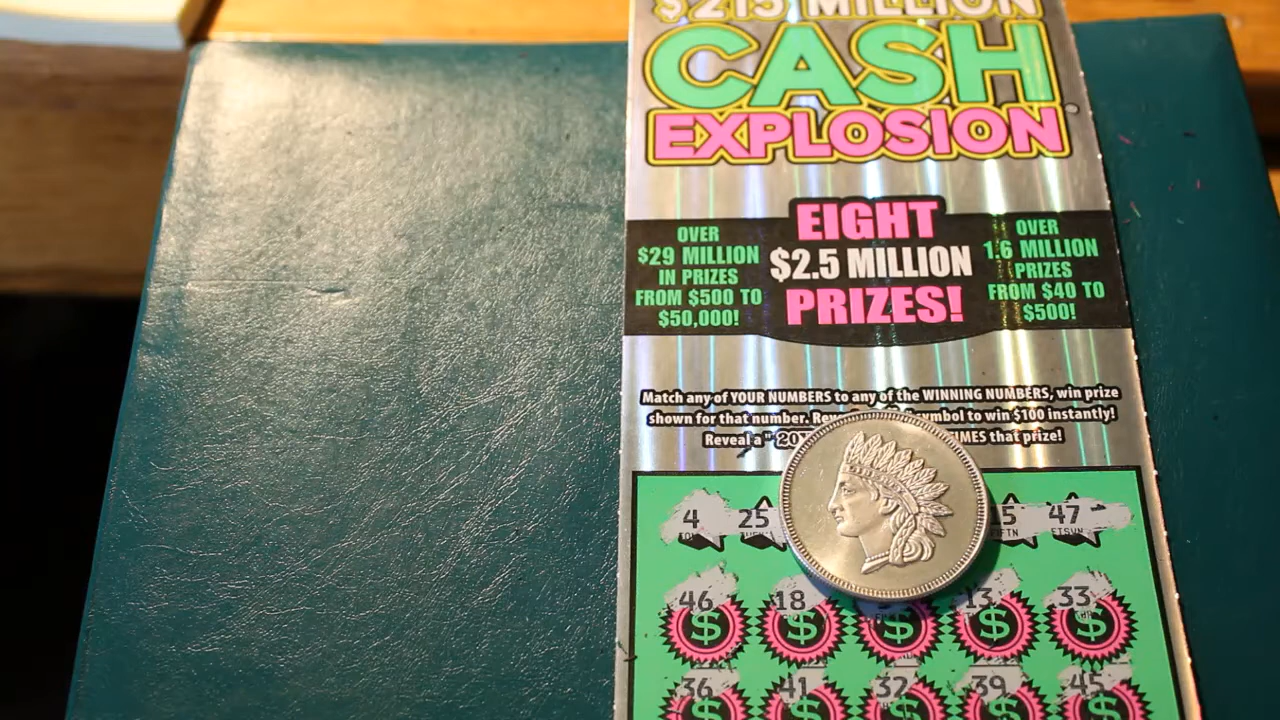 $215 MILLION
CASH
EXPLOSION
OVER
$29 MILLION
IN PRIZES
FROM $500 TO
$50,000!
EIGHT
$2.5 MILLION
PRIZES!
OVER
1.6 MILLION
PRIZES
FROM $40 TO
$500!
Match any of YOUR NUMBERS to any of the WINNING NUMBERS, win prize
shown for that number. symbol to win $100 instantly!
Reveal a " that prize!
4 25 47
FIFTN
46 18 13 33
$ $ $ $ $
36 41 32 39 45